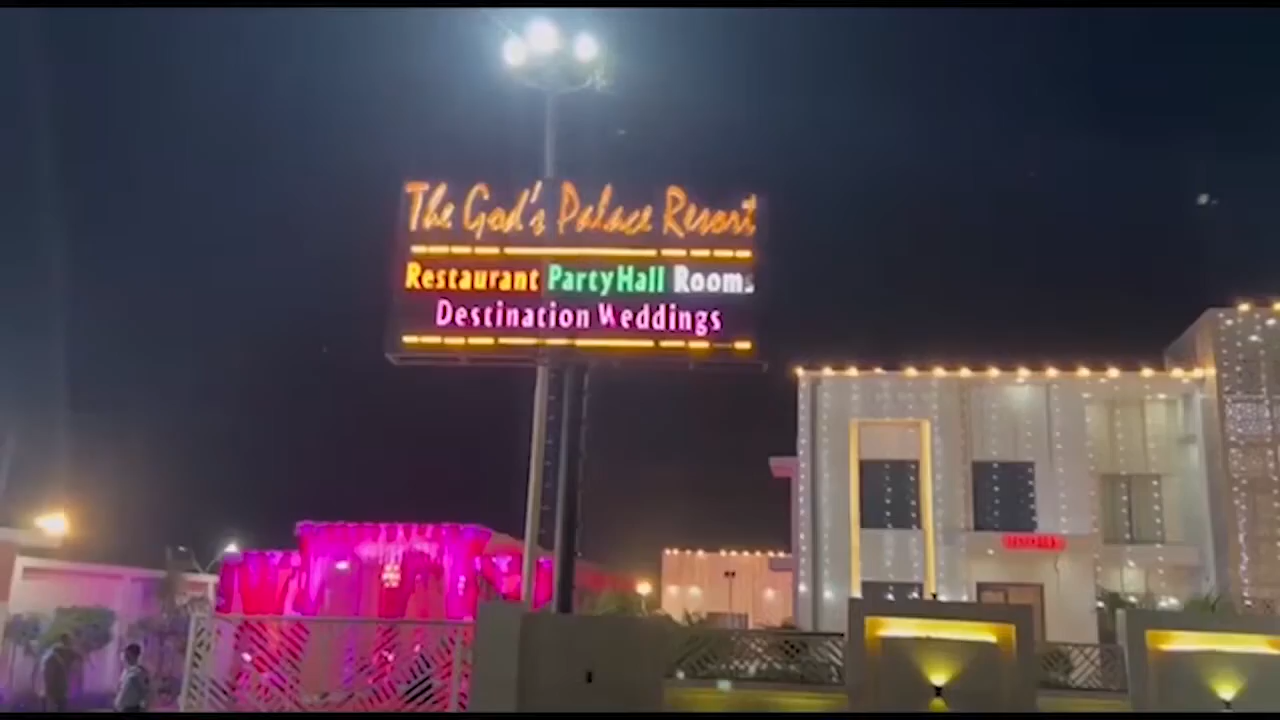 The God's Palace Resort
Restaurant PartyHall Rooms
Destination Weddings